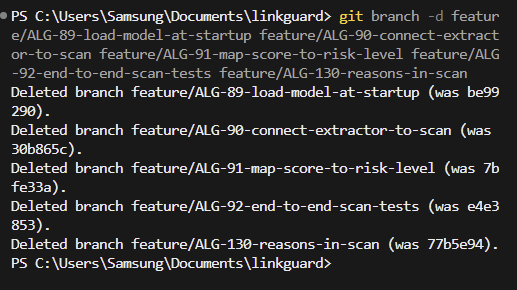 PS C:\Users\Samsung\Documents\linkguard> git branch -d featur
e/ALG-89-load-model-at-startup feature/ALG-90-connect-extract
or-to-scan feature/ALG-91-map-score-to-risk-level feature/ALG
-92-end-to-end-scan-tests feature/ALG-130-reasons-in-scan
Deleted branch feature/ALG-89-load-model-at-startup (was be99
290).
Deleted branch feature/ALG-90-connect-extractor-to-scan (was 
30b865c).
Deleted branch feature/ALG-91-map-score-to-risk-level (was 7b
fe33a).
Deleted branch feature/ALG-92-end-to-end-scan-tests (was e4e3
853).
Deleted branch feature/ALG-130-reasons-in-scan (was 77b5e94).
PS C:\Users\Samsung\Documents\linkguard>